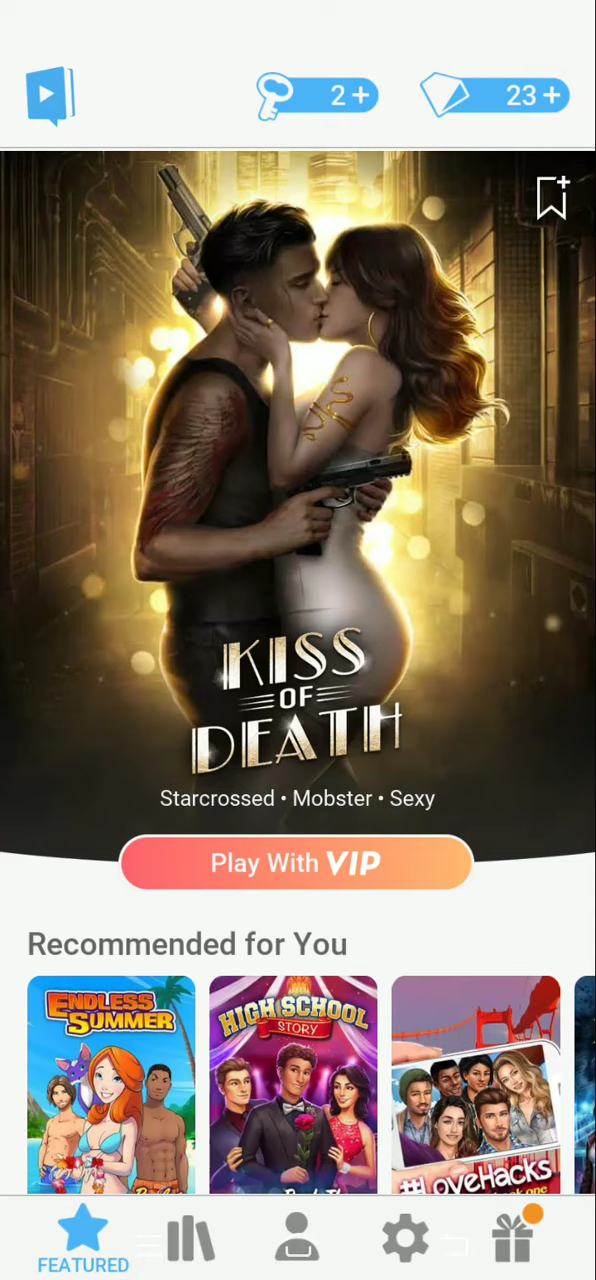 2+
23+
KISS
OF
DEATH
Starcrossed • Mobster • Sexy
Play With VIP
Recommended for You
ENDLESS
SUMMER
HIGH SCHOOL
STORY
#LoveHacks
FEATURED